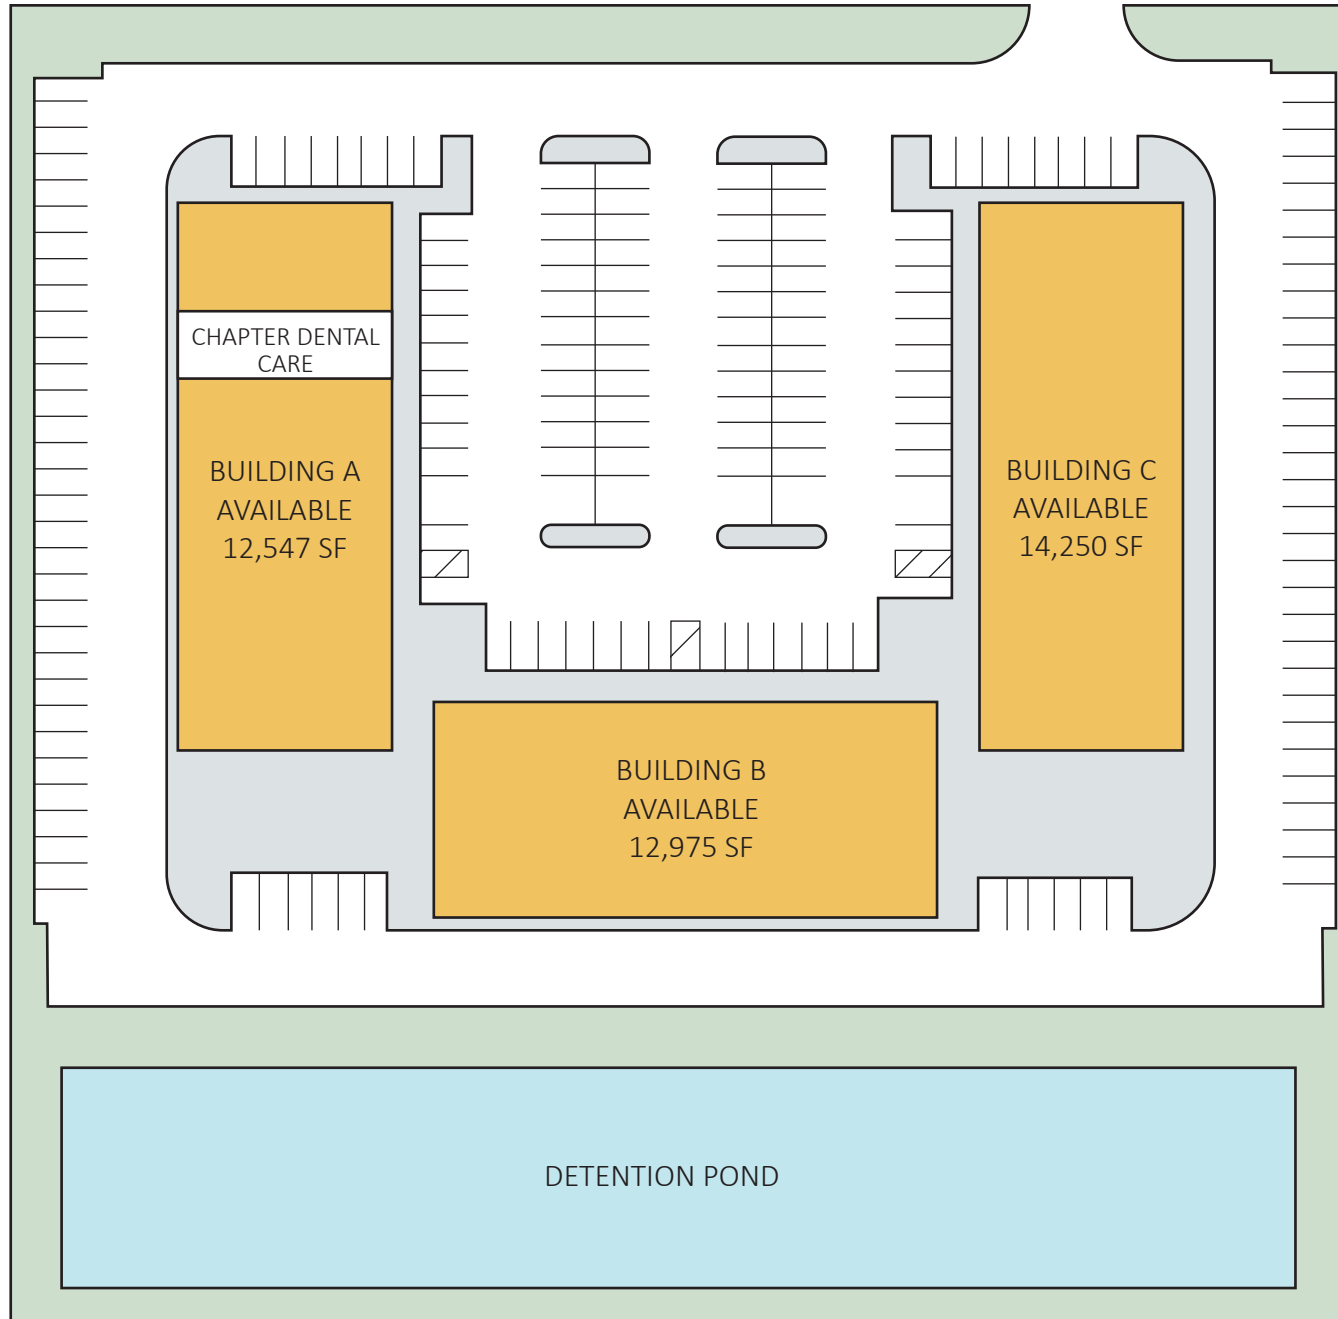 CHAPTER DENTAL
CARE
BUILDING A
AVAILABLE
12,547 SF
BUILDING C
AVAILABLE
14,250 SF
BUILDING B
AVAILABLE
12,975 SF
DETENTION POND